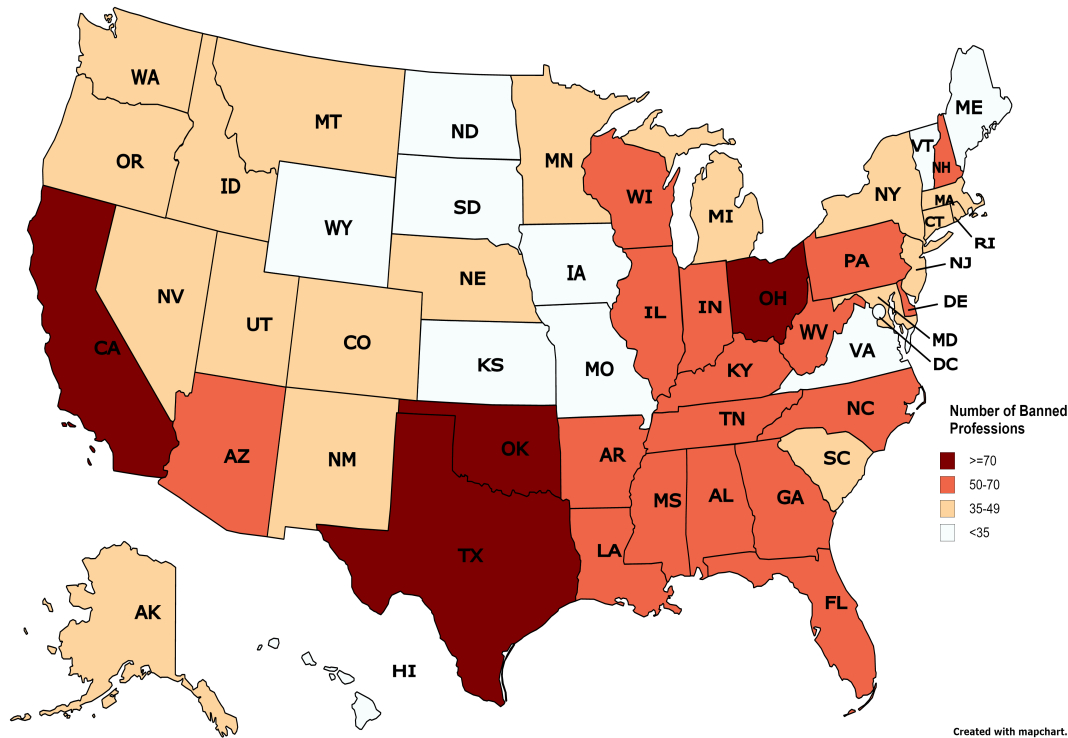 WA
MT
ND
ME
OR
MN
VT
NH
ID
WI
NY
MA
SD
MI
CT
WY
RI
IA
PA
NJ
NE
NV
OH
DE
IL
IN
UT
WV
MD
CO
VA
DC
CA
KS
MO
KY
NC
TN
Number of Banned
Professions
OK
AZ
NM
AR
SC
>=70
50-70
35-49
<35
MS
AL
GA
TX
LA
FL
AK
HI
Created with mapchart.